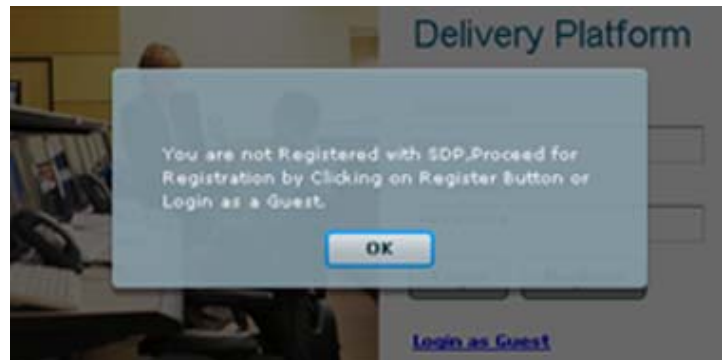 Delivery Platform
You are not Registered with SDP,Proceed for
Registration by Clicking on Register Button or
Login as a Guest.
OK
Login as Guest